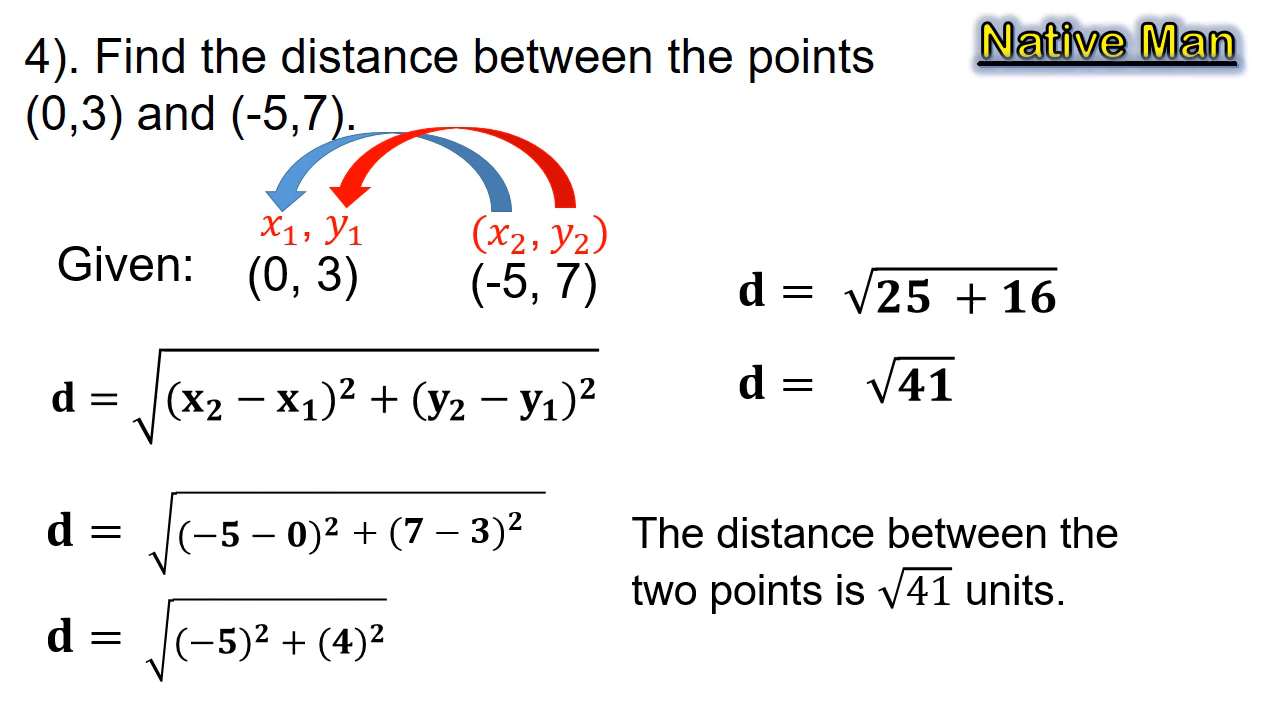 4). Find the distance between the points
(0,3) and (-5,7).
Native Man
x₁, y₁ (x₂, y₂)
Given: (0, 3) (-5, 7)
d = √(x₂ − x₁)² + (y₂ − y₁)²
d = √(−5 − 0)² + (7 − 3)²
d = √(−5)² + (4)²
d = √25 + 16
d = √41
The distance between the
two points is √41 units.